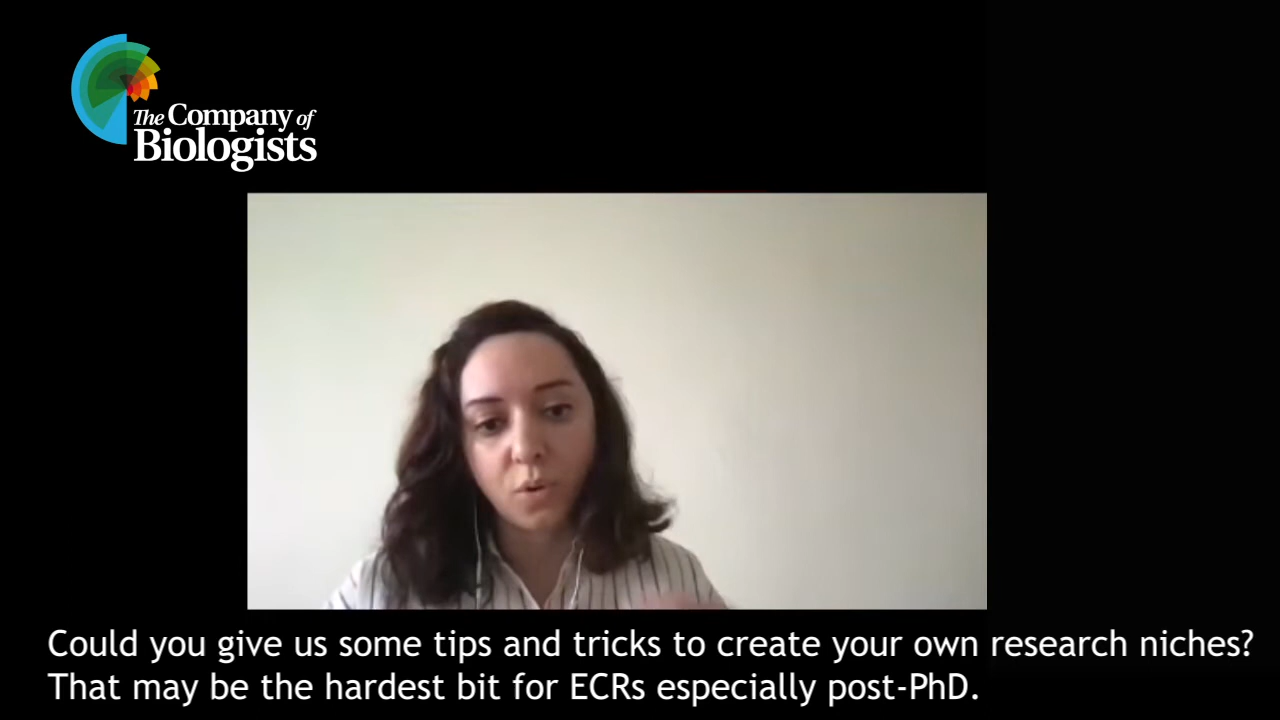 The Company of
Biologists
Could you give us some tips and tricks to create your own research niches?
That may be the hardest bit for ECRs especially post-PhD.